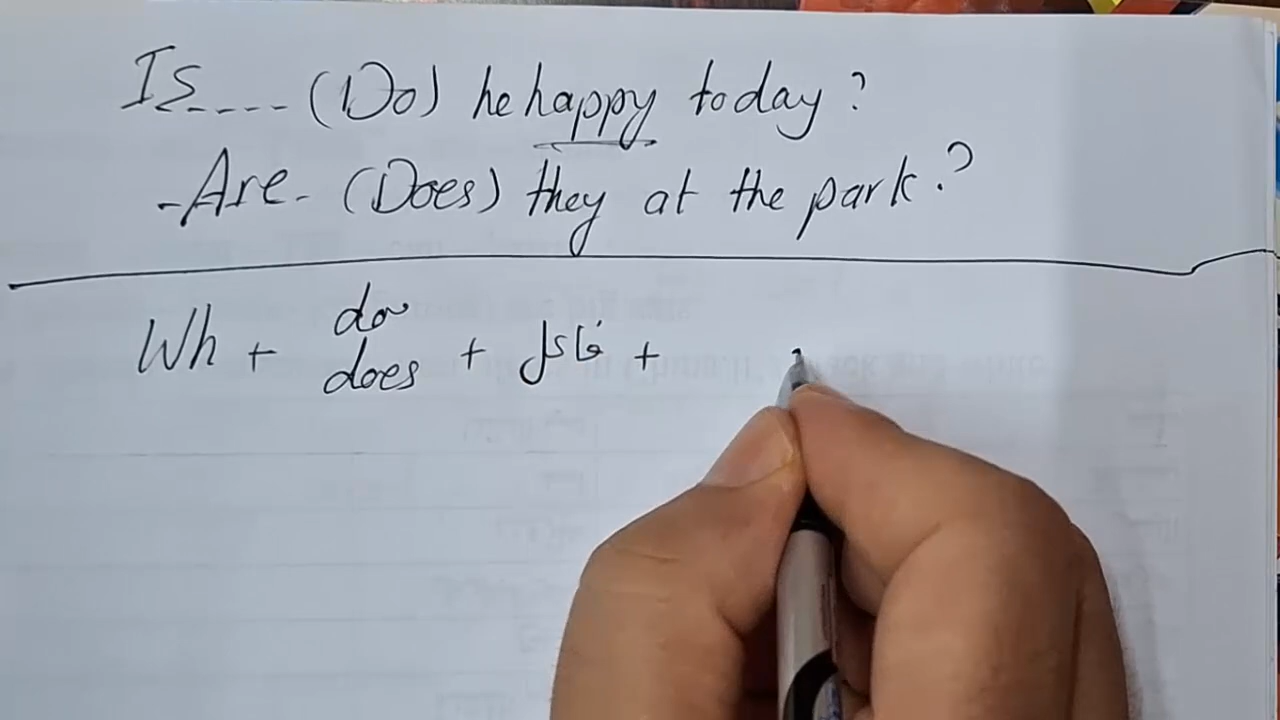 Is---- (Do) he happy today?
- Are - (Does) they at the park.?
Wh + do + فاعل +
does